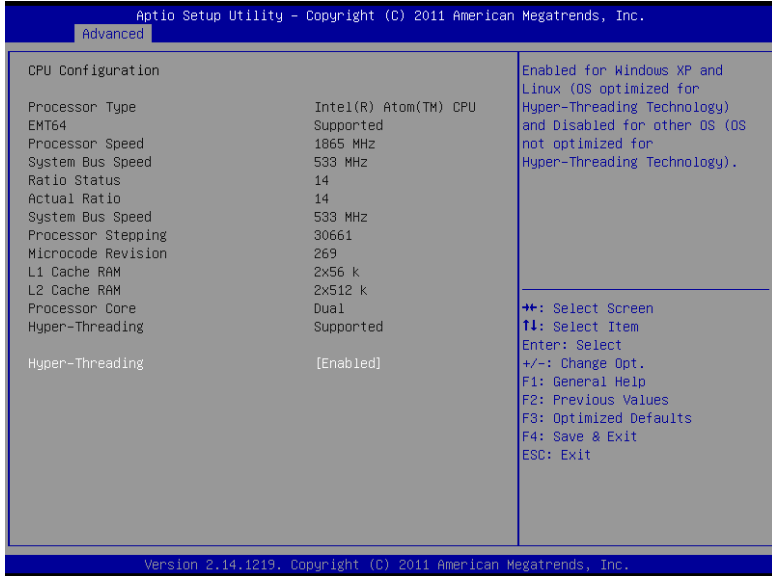 Aptio Setup Utility – Copyright (C) 2011 American Megatrends, Inc.
Advanced
CPU Configuration
Processor Type Intel(R) Atom(TM) CPU
EMT64 Supported
Processor Speed 1865 MHz
System Bus Speed 533 MHz
Ratio Status 14
Actual Ratio 14
System Bus Speed 533 MHz
Processor Stepping 30661
Microcode Revision 269
L1 Cache RAM 2x56 k
L2 Cache RAM 2x512 k
Processor Core Dual
Hyper-Threading Supported
Hyper-Threading [Enabled]
Enabled for Windows XP and
Linux (OS optimized for
Hyper-Threading Technology)
and Disabled for other OS (OS
not optimized for
Hyper-Threading Technology).
→←: Select Screen
↑↓: Select Item
Enter: Select
+/-: Change Opt.
F1: General Help
F2: Previous Values
F3: Optimized Defaults
F4: Save & Exit
ESC: Exit
Version 2.14.1219. Copyright (C) 2011 American Megatrends, Inc.